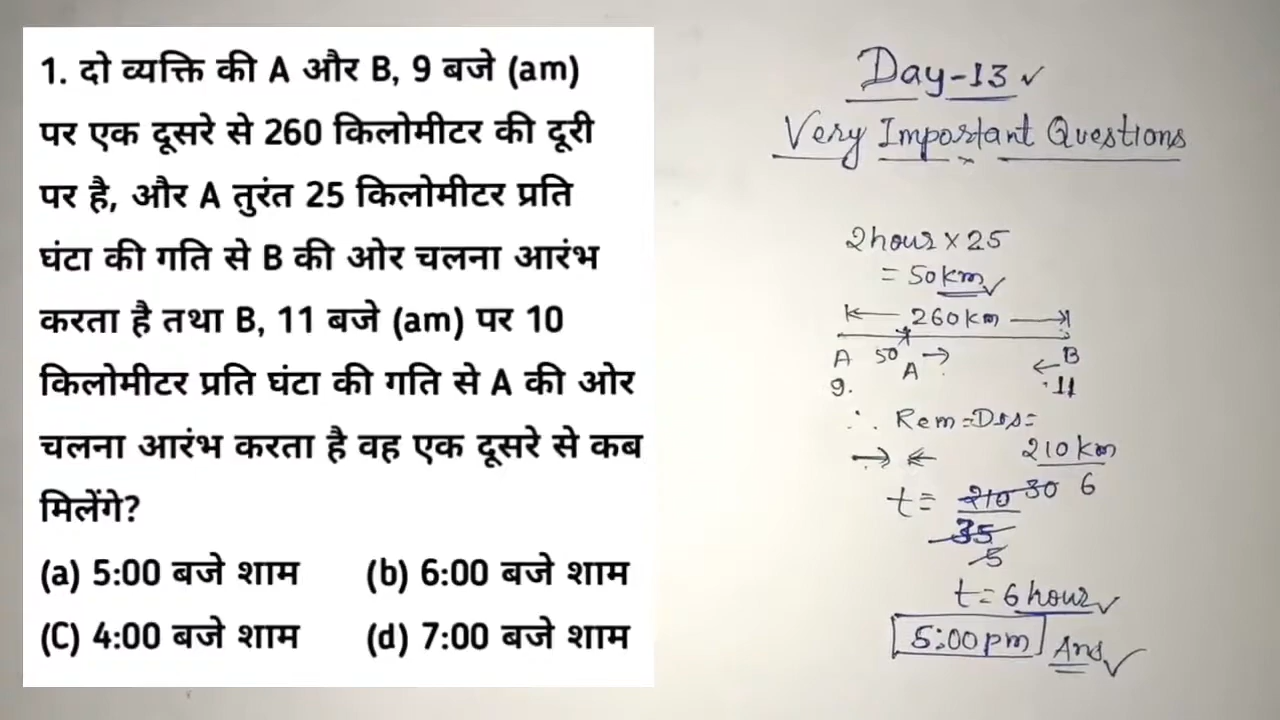 1. दो व्यक्ति की A और B, 9 बजे (am)
पर एक दूसरे से 260 किलोमीटर की दूरी
पर है, और A तुरंत 25 किलोमीटर प्रति
घंटा की गति से B की ओर चलना आरंभ
करता है तथा B, 11 बजे (am) पर 10
किलोमीटर प्रति घंटा की गति से A की ओर
चलना आरंभ करता है वह एक दूसरे से कब
मिलेंगे?
(a) 5:00 बजे शाम (b) 6:00 बजे शाम
(C) 4:00 बजे शाम (d) 7:00 बजे शाम
Day-13 ✓
Very Important Questions
2hour × 25
= 50km ✓
260km
A 50 → ← B
9. A 11
∴ Rem = Dis =
→ ← 210km
t = 210 30 6
35
5
t = 6hour ✓
5:00pm Ans ✓